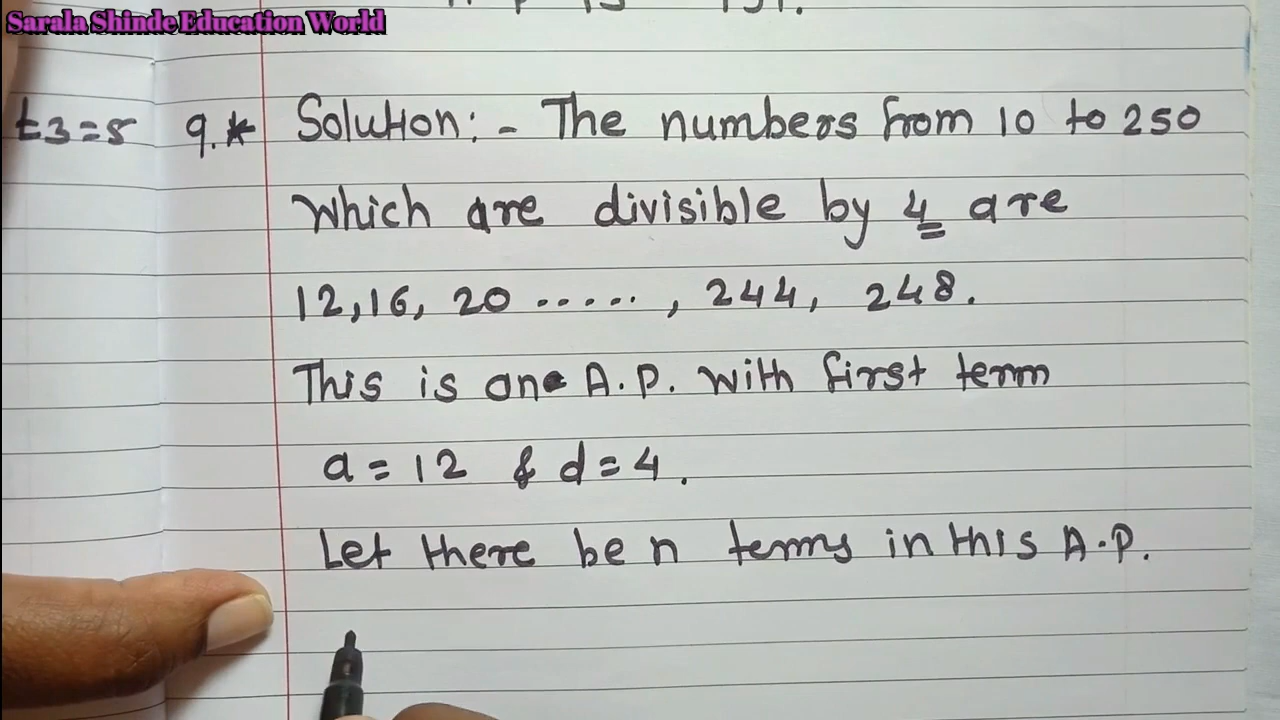 Sarala Shinde Education World
t3=5 9.* Solution:- The numbers from 10 to 250
which are divisible by 4 are
12,16, 20 ....., 244, 248.
This is one A.P. with first term
a = 12 & d = 4.
Let there be n terms in this A.P.